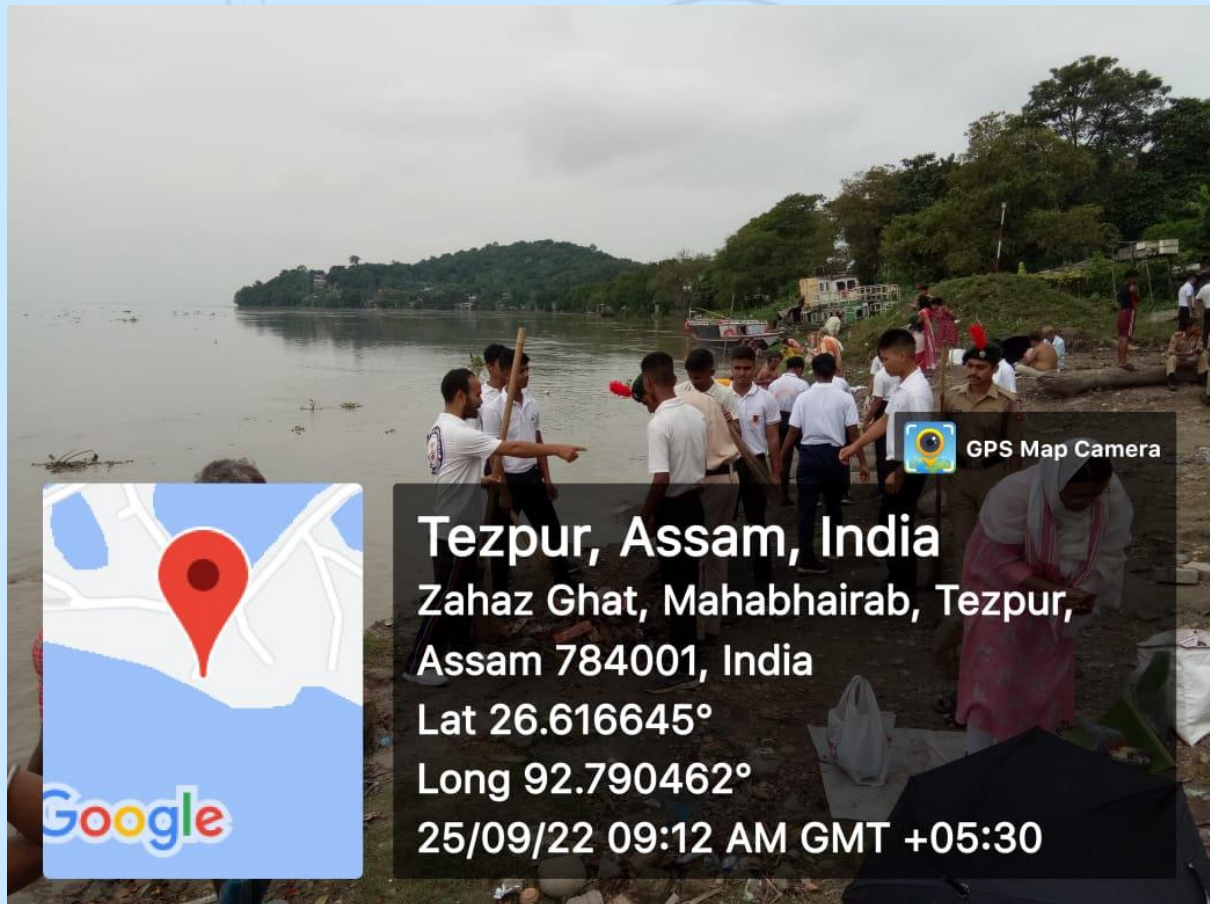 GPS Map Camera
Tezpur, Assam, India
Zahaz Ghat, Mahabhairab, Tezpur,
Assam 784001, India
Lat 26.616645°
Long 92.790462°
25/09/22 09:12 AM GMT +05:30
Google